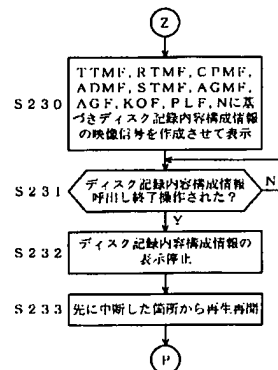 Z
TTMF, RTMF, CPMF,
ADMF, STMF, AGMF,
AGF, KOF, PLF, Nに基
づきディスク記録内容構成情報
の映像信号を作成させて表示
S230
ディスク記録内容構成情報
呼出し終了操作された?
N
S231
Y
ディスク記録内容構成情報の
表示停止
S232
先に中断した箇所から再生再開
S233
P